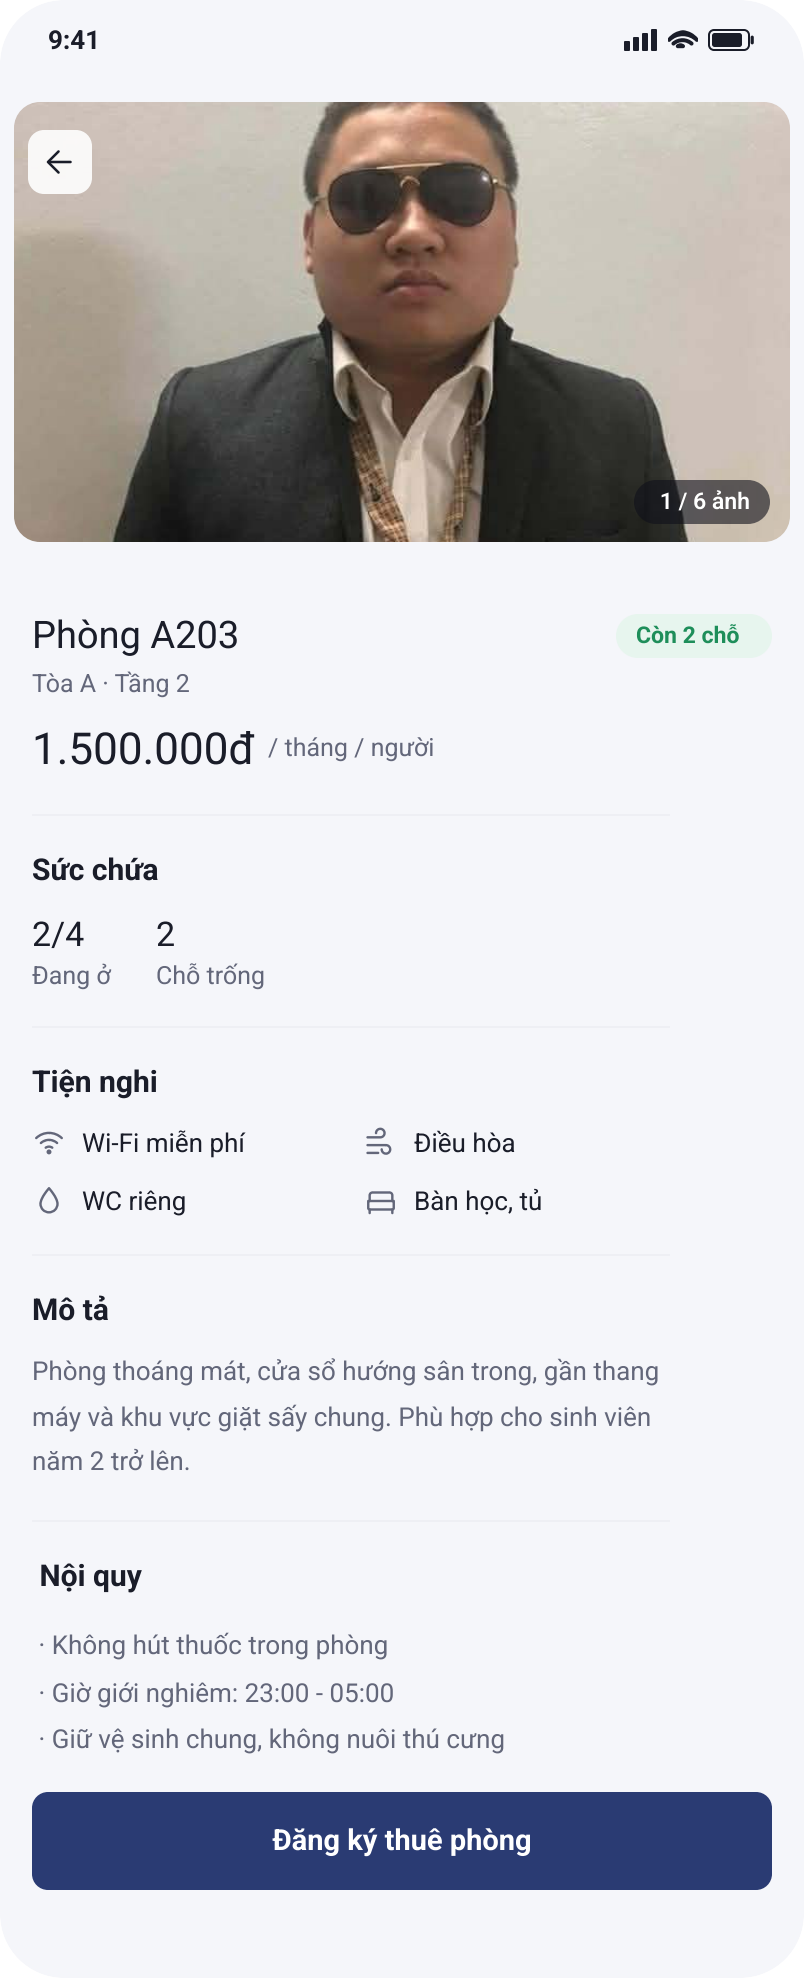 9:41
1 / 6 ảnh
Phòng A203
Còn 2 chỗ
Tòa A · Tầng 2
1.500.000đ / tháng / người
Sức chứa
2/4 2
Đang ở Chỗ trống
Tiện nghi
Wi-Fi miễn phí Điều hòa
WC riêng Bàn học, tủ
Mô tả
Phòng thoáng mát, cửa sổ hướng sân trong, gần thang
máy và khu vực giặt sấy chung. Phù hợp cho sinh viên
năm 2 trở lên.
Nội quy
· Không hút thuốc trong phòng
· Giờ giới nghiêm: 23:00 - 05:00
· Giữ vệ sinh chung, không nuôi thú cưng
Đăng ký thuê phòng